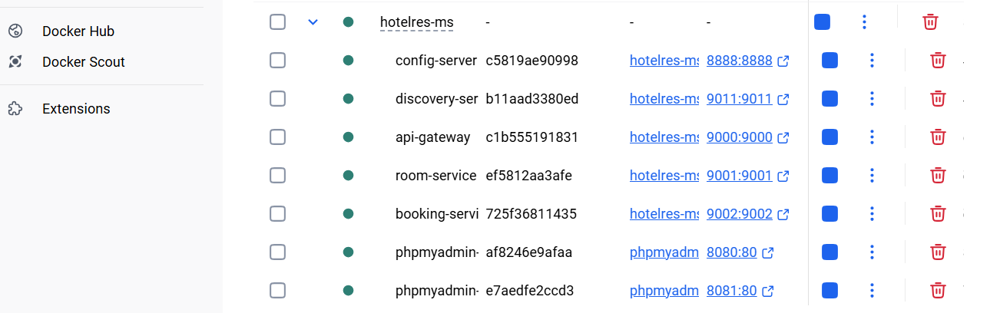 hotelres-ms - - -
Docker Hub
config-server c5819ae90998 hotelres-ms 8888:8888
Docker Scout
discovery-ser b11aad3380ed hotelres-ms 9011:9011
Extensions
api-gateway c1b555191831 hotelres-ms 9000:9000
room-service ef5812aa3afe hotelres-ms 9001:9001
booking-servi 725f36811435 hotelres-ms 9002:9002
phpmyadmin- af8246e9afaa phpmyadm 8080:80
phpmyadmin- e7aedfe2ccd3 phpmyadm 8081:80